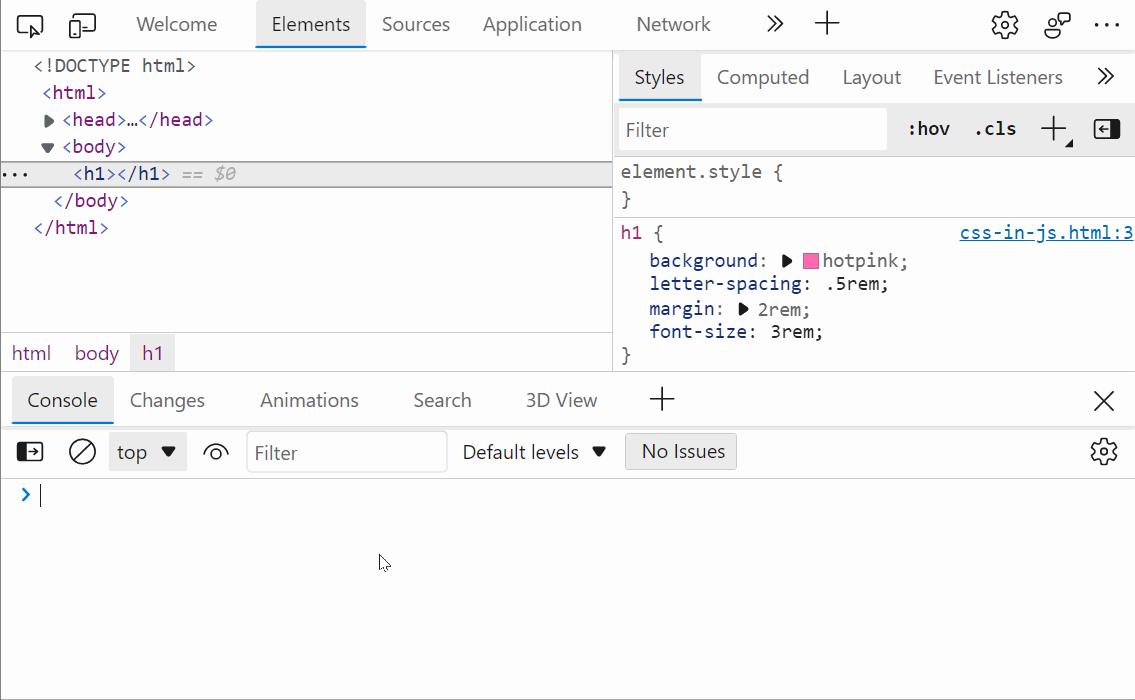 Welcome Elements Sources Application Network
<!DOCTYPE html>
<html>
<head>…</head>
<body>
••• <h1></h1> == $0
</body>
</html>
html body h1
Styles Computed Layout Event Listeners
Filter :hov .cls
element.style {
}
h1 { css-in-js.html:3
background: hotpink;
letter-spacing: .5rem;
margin: 2rem;
font-size: 3rem;
}
Console Changes Animations Search 3D View
top Filter Default levels No Issues